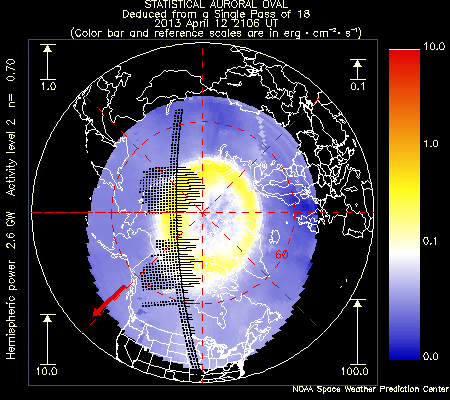 STATISTICAL AURORAL OVAL
Deduced from a Single Pass of 18
2013 April 12 2106 UT
(Color bar and reference scales are in erg · cm⁻² · s⁻¹)
1.0
0.1
10.0
100.0
60
Hemispheric power 2.6 GW Activity level 2 n= 0.70
10.0
1.0
0.1
0.0
NOAA Space Weather Prediction Center